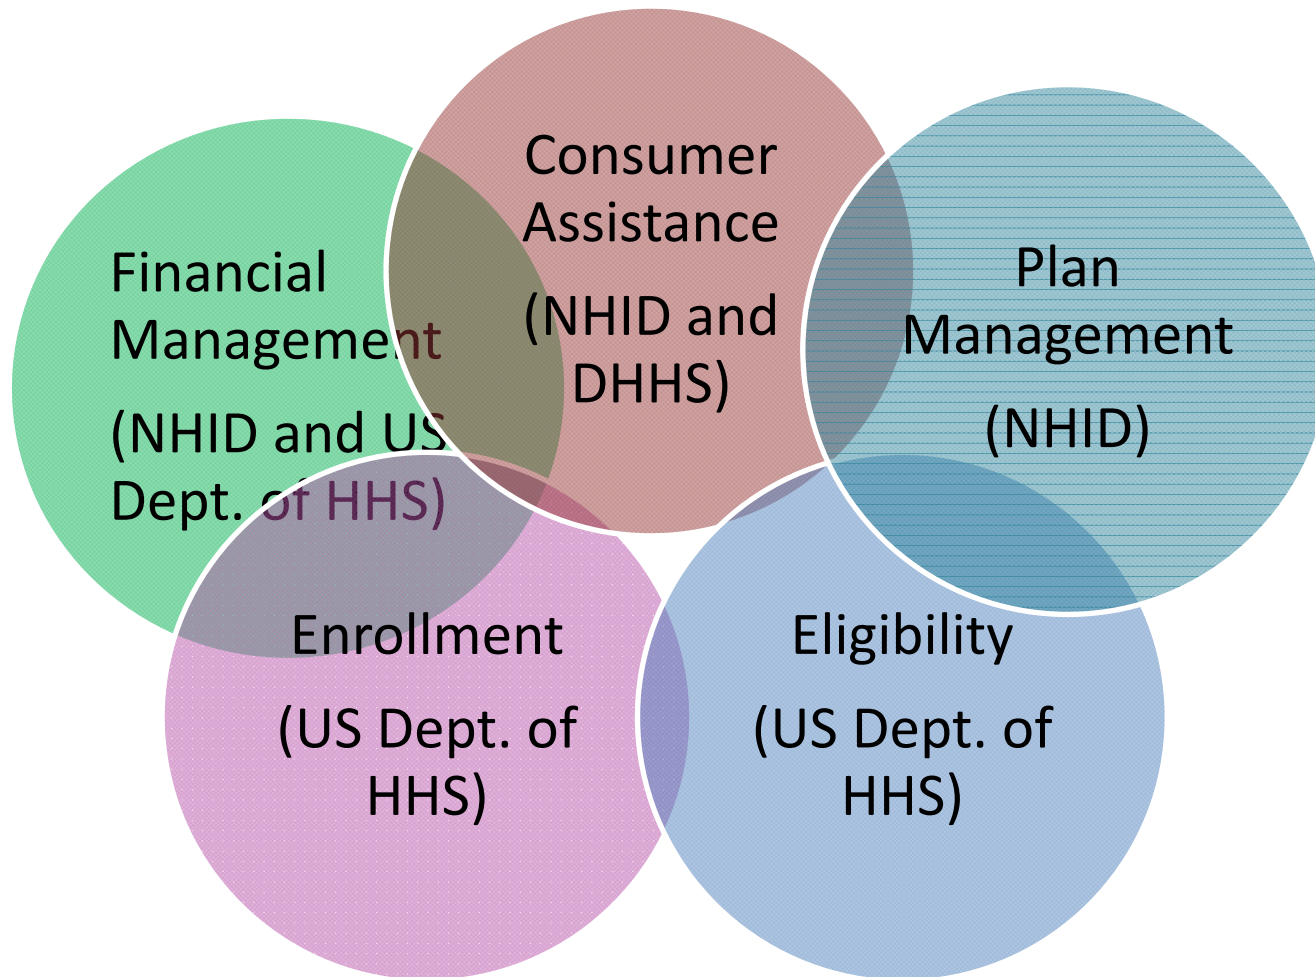 Consumer
Assistance
(NHID and
DHHS)
Financial
Management
(NHID and US
Dept. of HHS)
Plan
Management
(NHID)
Enrollment
(US Dept. of
HHS)
Eligibility
(US Dept. of
HHS)